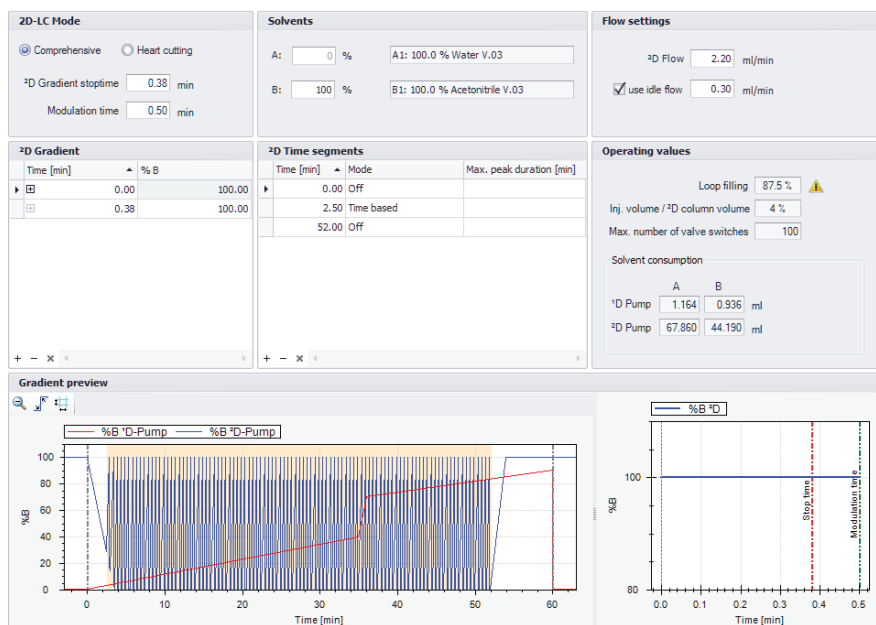 2D-LC Mode
Comprehensive Heart cutting
²D Gradient stoptime 0.38 min
Modulation time 0.50 min
Solvents
A: 0 % A1: 100.0 % Water V.03
B: 100 % B1: 100.0 % Acetonitrile V.03
Flow settings
²D Flow 2.20 ml/min
use idle flow 0.30 ml/min
²D Gradient
Time [min] % B
0.00 100.00
0.38 100.00
²D Time segments
Time [min] Mode Max. peak duration [min]
0.00 Off
2.50 Time based
52.00 Off
Operating values
Loop filling 87.5 %
Inj. volume / ²D column volume 4 %
Max. number of valve switches 100
Solvent consumption
A B
¹D Pump 1.164 0.936 ml
²D Pump 67.860 44.190 ml
Gradient preview
%B ¹D-Pump %B ²D-Pump
%B
100
80
60
40
20
0
0 10 20 30 40 50 60
Time [min]
%B ²D
%B
100
80
Stop time
Modulation time
0.0 0.1 0.2 0.3 0.4 0.5
Time [min]